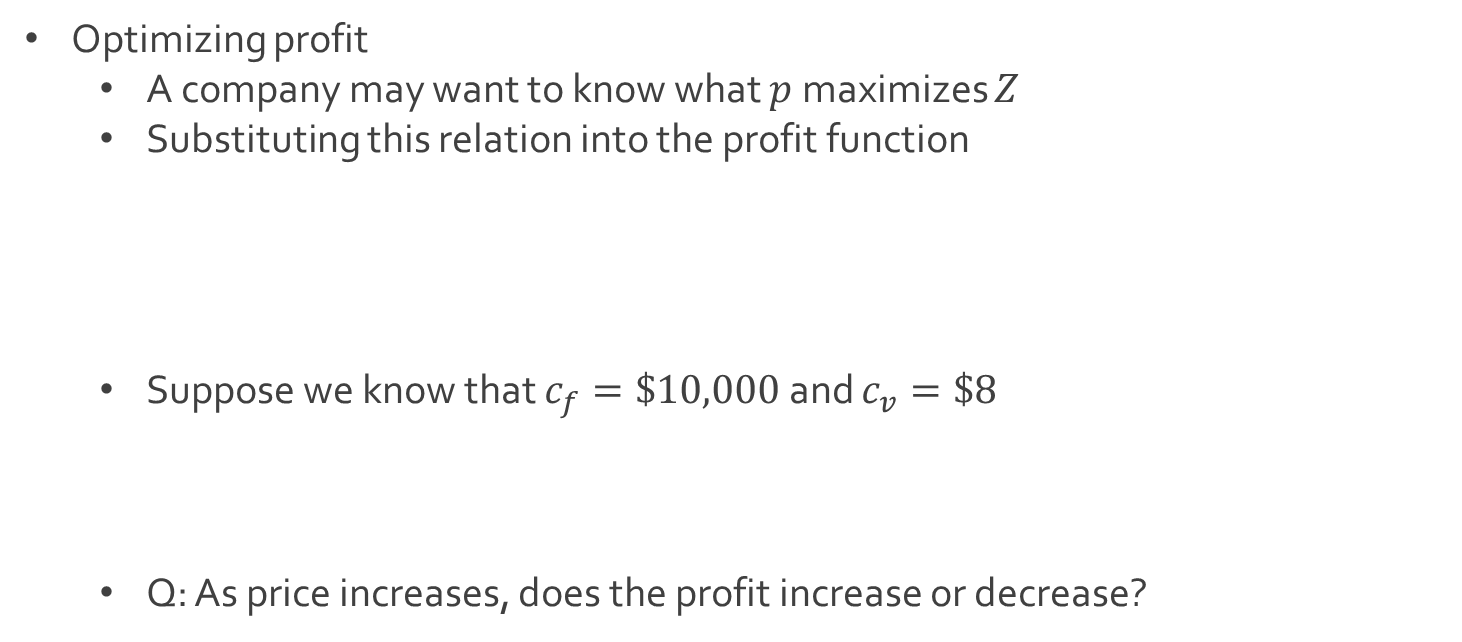 • Optimizing profit
• A company may want to know what p maximizes Z
• Substituting this relation into the profit function
• Suppose we know that c_f = $10,000 and c_v = $8
• Q: As price increases, does the profit increase or decrease?